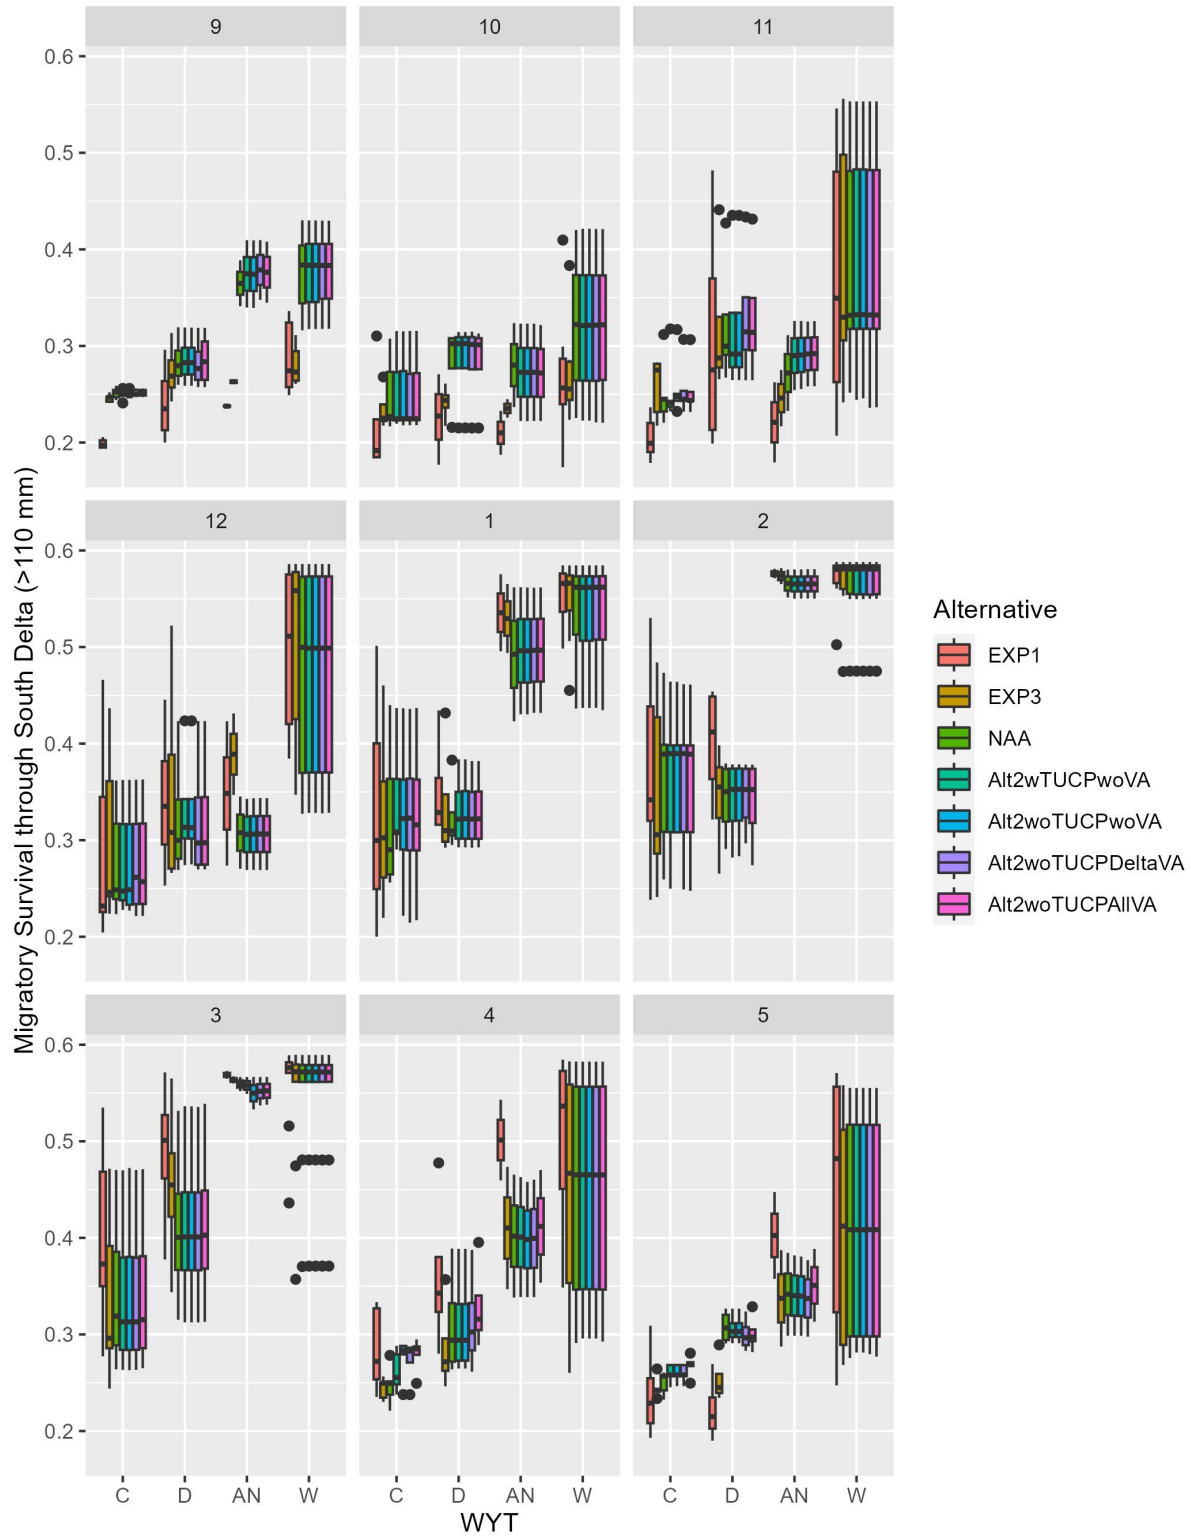 9 10 11
0.6
0.5
0.4
0.3
0.2
12 1 2
0.6
0.5
0.4
0.3
0.2
3 4 5
0.6
0.5
0.4
0.3
0.2
C D AN W C D AN W C D AN W
WYT
Migratory Survival through South Delta (>110 mm)
Alternative
EXP1
EXP3
NAA
Alt2wTUCPwoVA
Alt2woTUCPwoVA
Alt2woTUCPDeltaVA
Alt2woTUCPAllVA